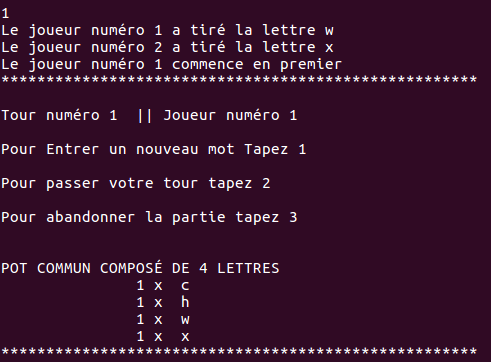 1
Le joueur numéro 1 a tiré la lettre w
Le joueur numéro 2 a tiré la lettre x
Le joueur numéro 1 commence en premier
*****************************************************
Tour numéro 1  || Joueur numéro 1
Pour Entrer un nouveau mot Tapez 1
Pour passer votre tour tapez 2
Pour abandonner la partie tapez 3
POT COMMUN COMPOSÉ DE 4 LETTRES
1 x  c
1 x  h
1 x  w
1 x  x
*****************************************************